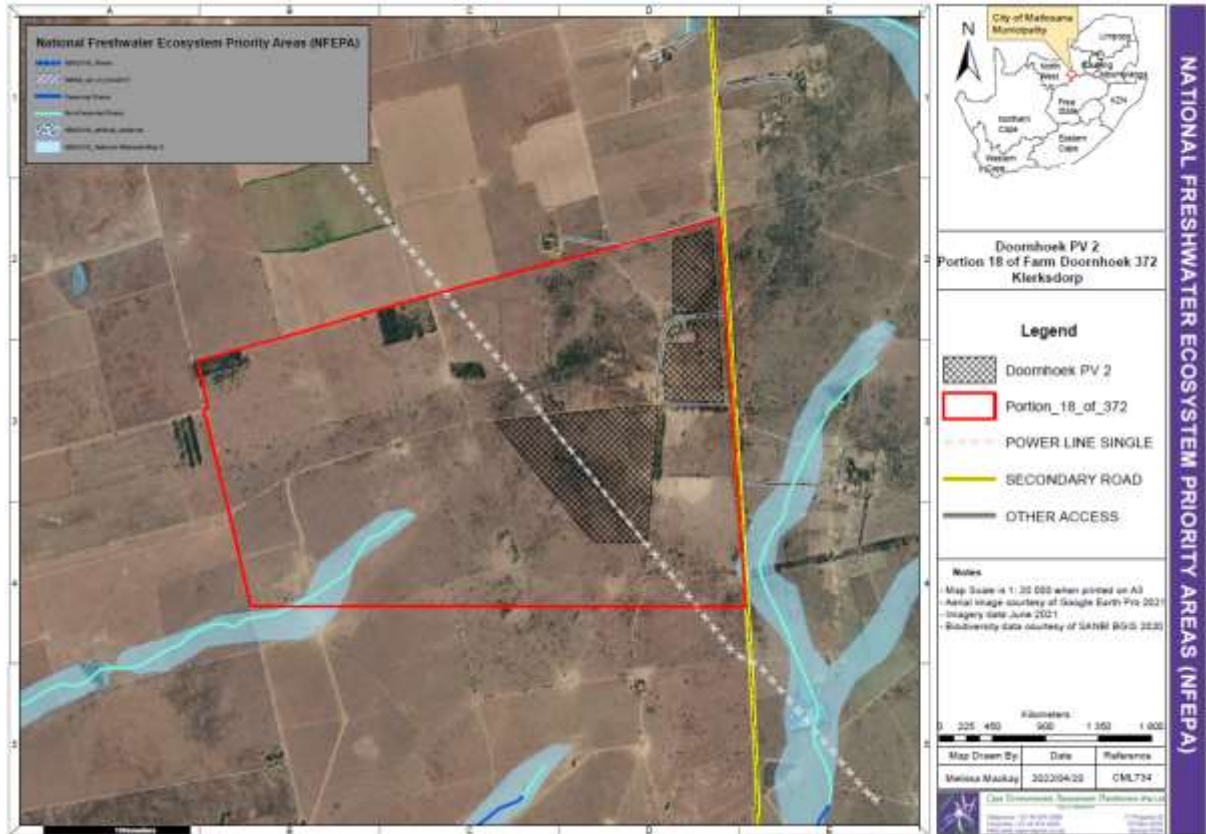 A B C D E
National Freshwater Ecosystem Priority Areas (NFEPA)
1
2
3
4
5
City of Matlosana
Municipality
N
Limpopo
North
West
Free
State
KZN
Northern
Cape
Eastern
Cape
Western
Cape
Doornhoek PV 2
Portion 18 of Farm Doornhoek 372
Klerksdorp
Legend
Doornhoek PV 2
Portion_18_of_372
POWER LINE SINGLE
SECONDARY ROAD
OTHER ACCESS
Notes
- Map Scale is 1: 20 000 when printed on A3
- Aerial image courtesy of Google Earth Pro 2021
- Imagery date June 2021
- Biodiversity data courtesy of SANBI BGIS 2020
Kilometers
0 225 450 900 1 350 1 800
Map Drawn By: Date Reference
Melissa Mackay 2022/04/20 CML734
NATIONAL FRESHWATER ECOSYSTEM PRIORITY AREAS (NFEPA)